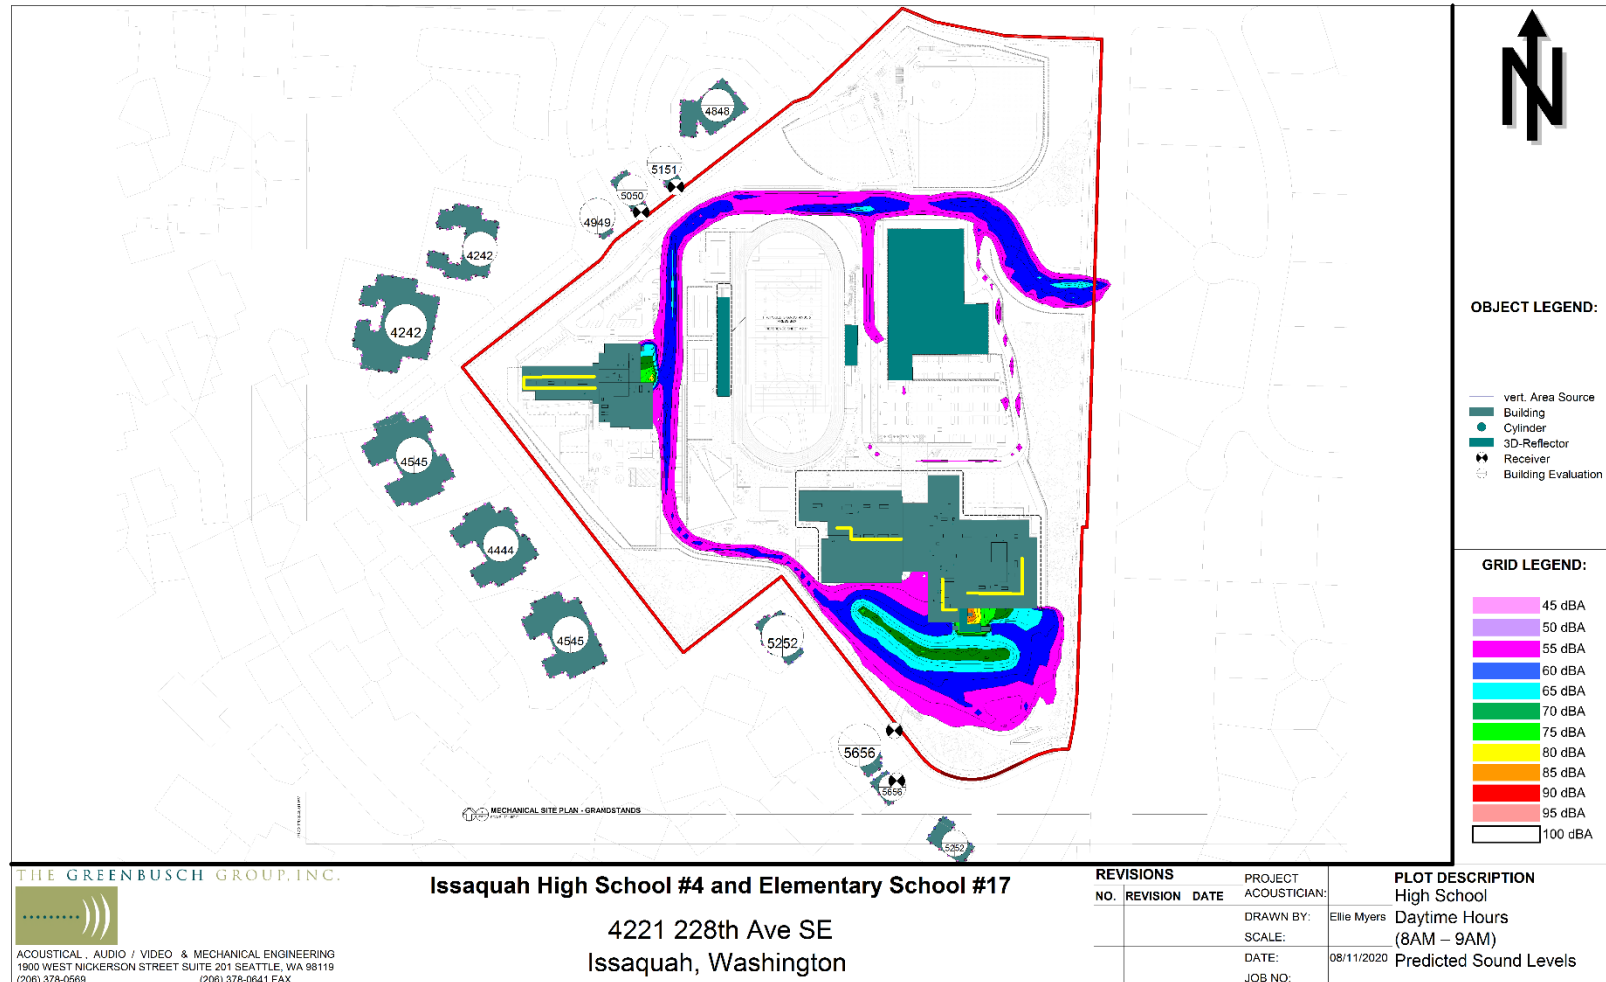 4848
5151
5050
4949
4242
4242
4545
4444
4545
5252
5656
5656
5252
MECHANICAL SITE PLAN - GRANDSTANDS
N
OBJECT LEGEND:
vert. Area Source
Building
Cylinder
3D-Reflector
Receiver
Building Evaluation
GRID LEGEND:
45 dBA
50 dBA
55 dBA
60 dBA
65 dBA
70 dBA
75 dBA
80 dBA
85 dBA
90 dBA
95 dBA
100 dBA
THE GREENBUSCH GROUP, INC.
ACOUSTICAL, AUDIO / VIDEO & MECHANICAL ENGINEERING
1900 WEST NICKERSON STREET SUITE 201 SEATTLE, WA 98119
(206) 378-0569 (206) 378-0641 FAX
Issaquah High School #4 and Elementary School #17
4221 228th Ave SE
Issaquah, Washington
REVISIONS
NO. REVISION DATE
PROJECT
ACOUSTICIAN:
DRAWN BY: Ellie Myers
SCALE:
DATE: 08/11/2020
JOB NO:
PLOT DESCRIPTION
High School
Daytime Hours
(8AM – 9AM)
Predicted Sound Levels